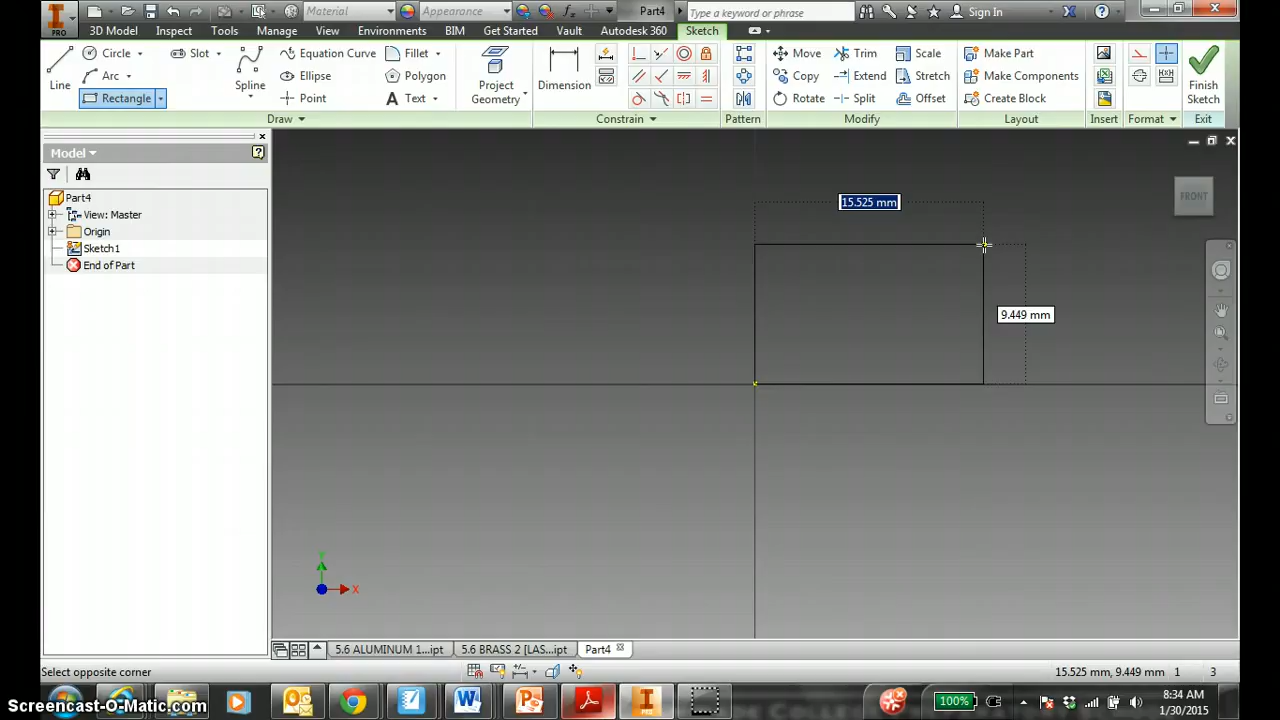 PRO
Material
Appearance
Part4
Type a keyword or phrase
Sign In
3D Model
Inspect
Tools
Manage
View
Environments
BIM
Get Started
Vault
Autodesk 360
Sketch
Line
Circle
Arc
Rectangle
Slot
Spline
Equation Curve
Ellipse
Point
Fillet
Polygon
Text
Project
Geometry
Dimension
Move
Copy
Rotate
Trim
Extend
Split
Scale
Stretch
Offset
Make Part
Make Components
Create Block
Finish
Sketch
Draw
Constrain
Pattern
Modify
Layout
Insert
Format
Exit
Model
Part4
View: Master
Origin
Sketch1
End of Part
15.525 mm
9.449 mm
FRONT
Y
X
5.6 ALUMINUM 1...ipt
5.6 BRASS 2 [LAS...ipt
Part4
Select opposite corner
15.525 mm, 9.449 mm 1 3
100%
8:34 AM
1/30/2015
Screencast-O-Matic.com